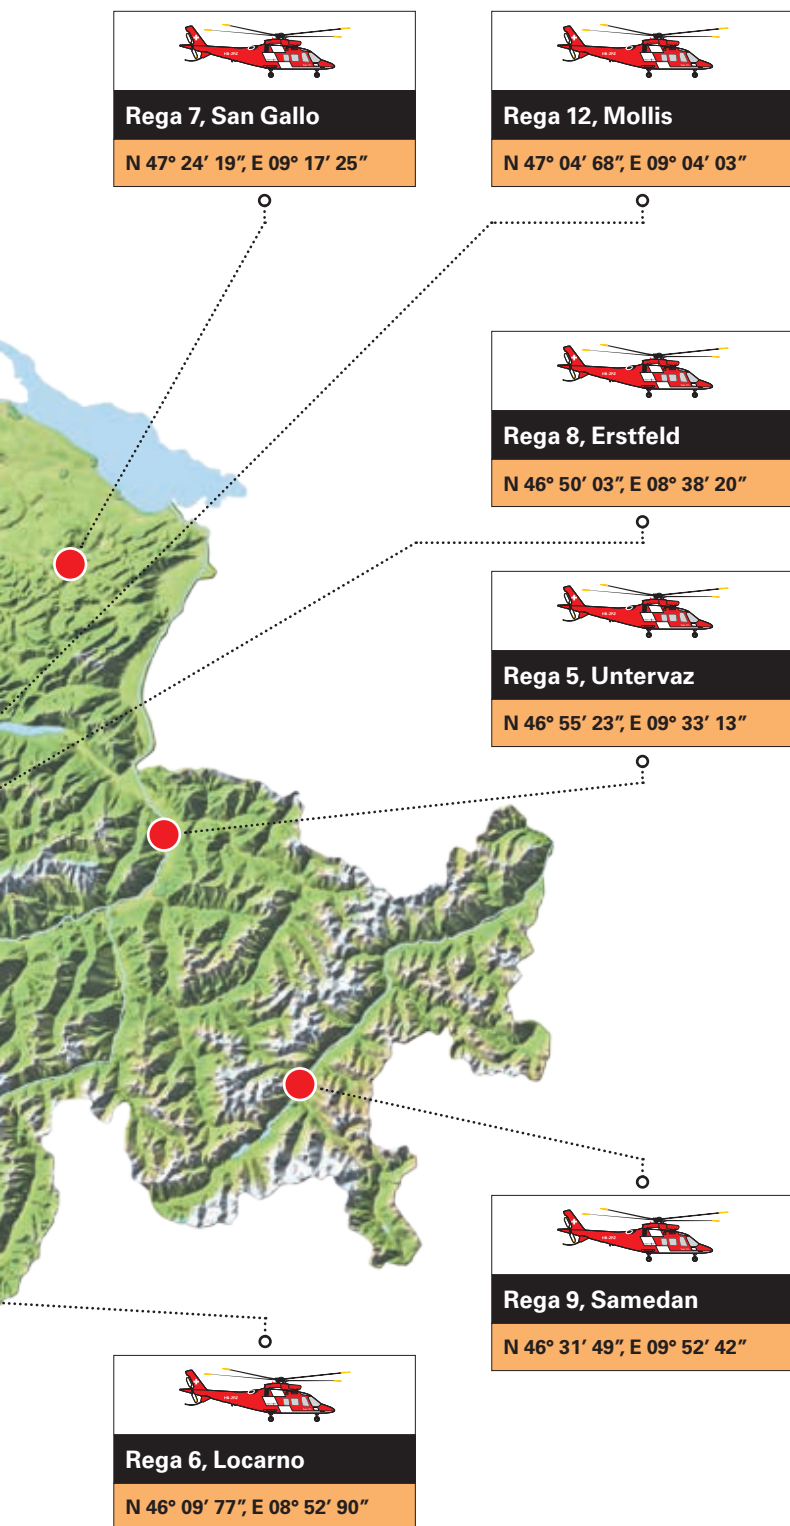 Rega 7, San Gallo
N 47° 24′ 19″, E 09° 17′ 25″
Rega 12, Mollis
N 47° 04′ 68″, E 09° 04′ 03″
Rega 8, Erstfeld
N 46° 50′ 03″, E 08° 38′ 20″
Rega 5, Untervaz
N 46° 55′ 23″, E 09° 33′ 13″
Rega 9, Samedan
N 46° 31′ 49″, E 09° 52′ 42″
Rega 6, Locarno
N 46° 09′ 77″, E 08° 52′ 90″